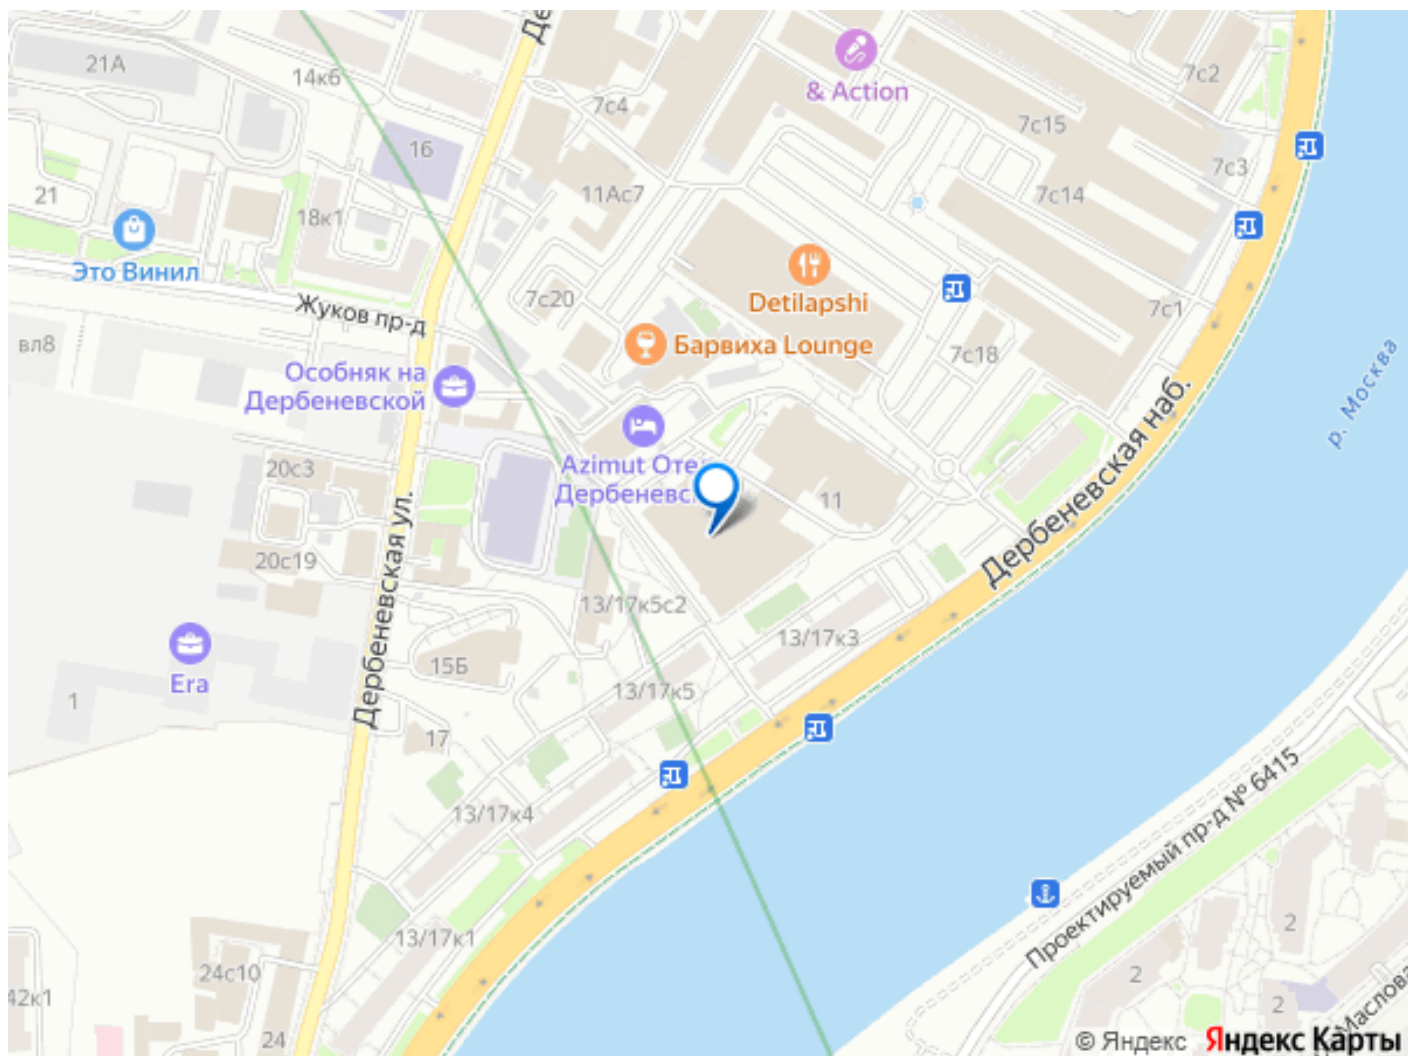 21А
14к6
7с4
& Action
7с2
7с15
16
7с3
21
11Ас7
7с14
18к1
Это Винил
Detilapshi
7с20
7с1
Жуков пр-д
вл8
Барвиха Lounge
7с18
р. Москва
Особняк на
Дербеневской
Azimut Оте
Дербеневс
20с3
11
Дербеневская наб.
20с19
Дербеневская ул.
13/17к5с2
13/17к3
15Б
Era
13/17к5
1
17
13/17к4
Проектируемый пр-д № 6415
13/17к1
24с10
2
2
42к1
2
24
Маслова
© Яндекс Яндекс Карты